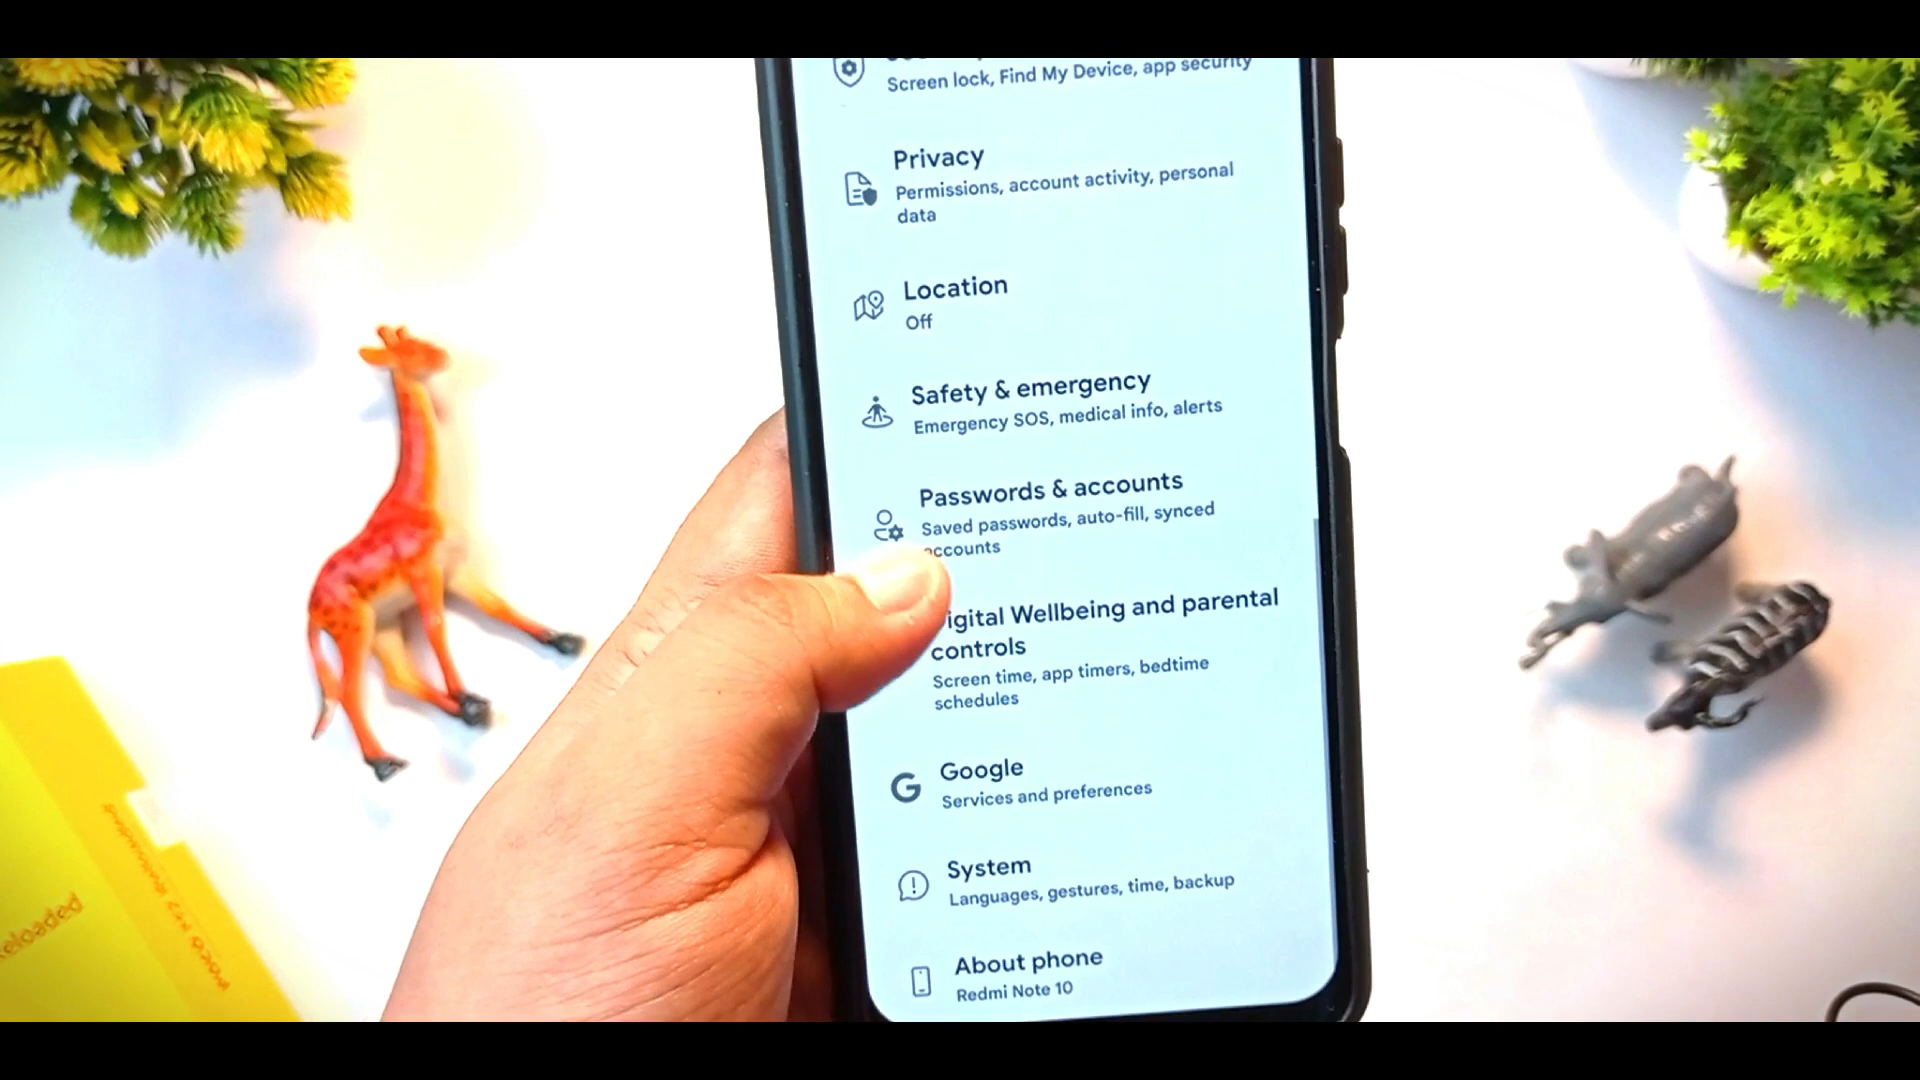 Screen lock, Find My Device, app security
Privacy
Permissions, account activity, personal
data
Location
Off
Safety & emergency
Emergency SOS, medical info, alerts
Passwords & accounts
Saved passwords, auto-fill, synced
accounts
igital Wellbeing and parental
controls
Screen time, app timers, bedtime
schedules
Google
Services and preferences
System
Languages, gestures, time, backup
About phone
Redmi Note 10
eloaded